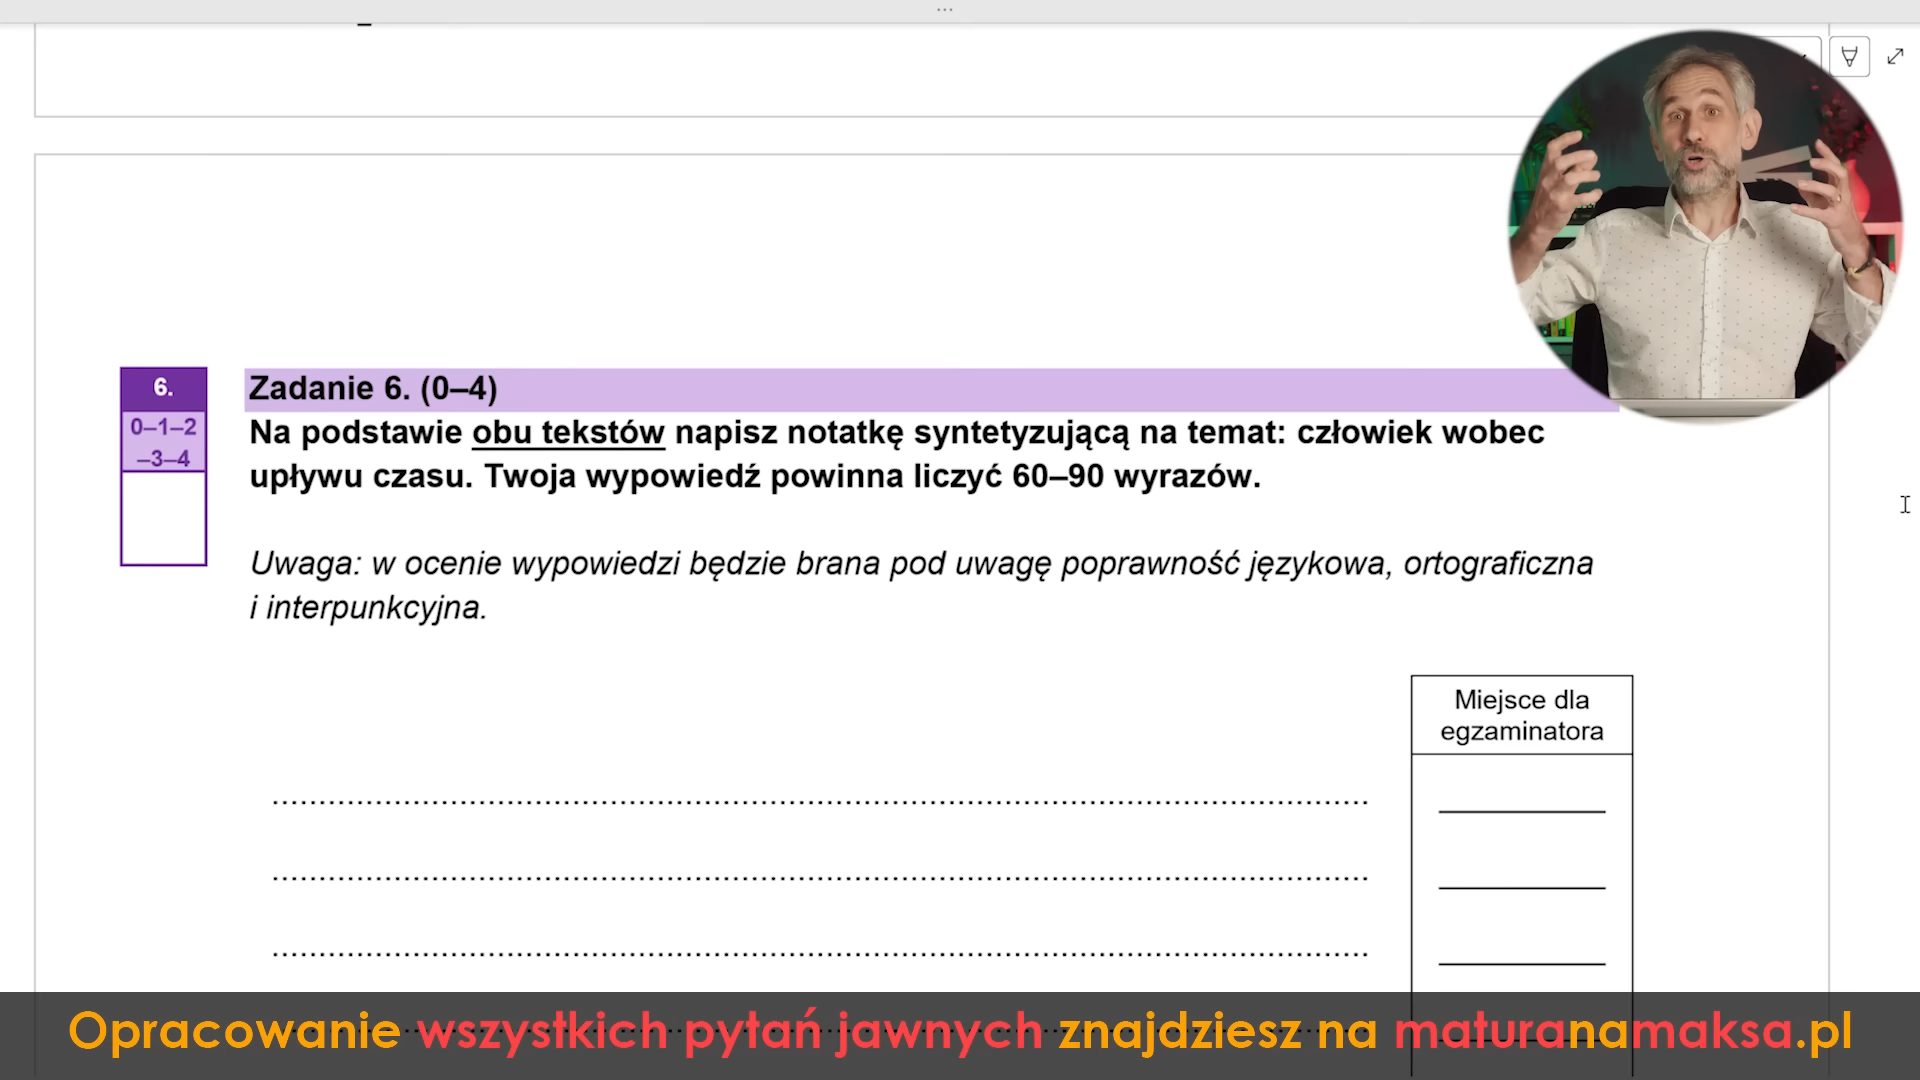 6.
0–1–2
–3–4
Zadanie 6. (0–4)
Na podstawie obu tekstów napisz notatkę syntetyzującą na temat: człowiek wobec
upływu czasu. Twoja wypowiedź powinna liczyć 60–90 wyrazów.
Uwaga: w ocenie wypowiedzi będzie brana pod uwagę poprawność językowa, ortograficzna
i interpunkcyjna.
Miejsce dla
egzaminatora
Opracowanie wszystkich pytań jawnych znajdziesz na maturanamaksa.pl